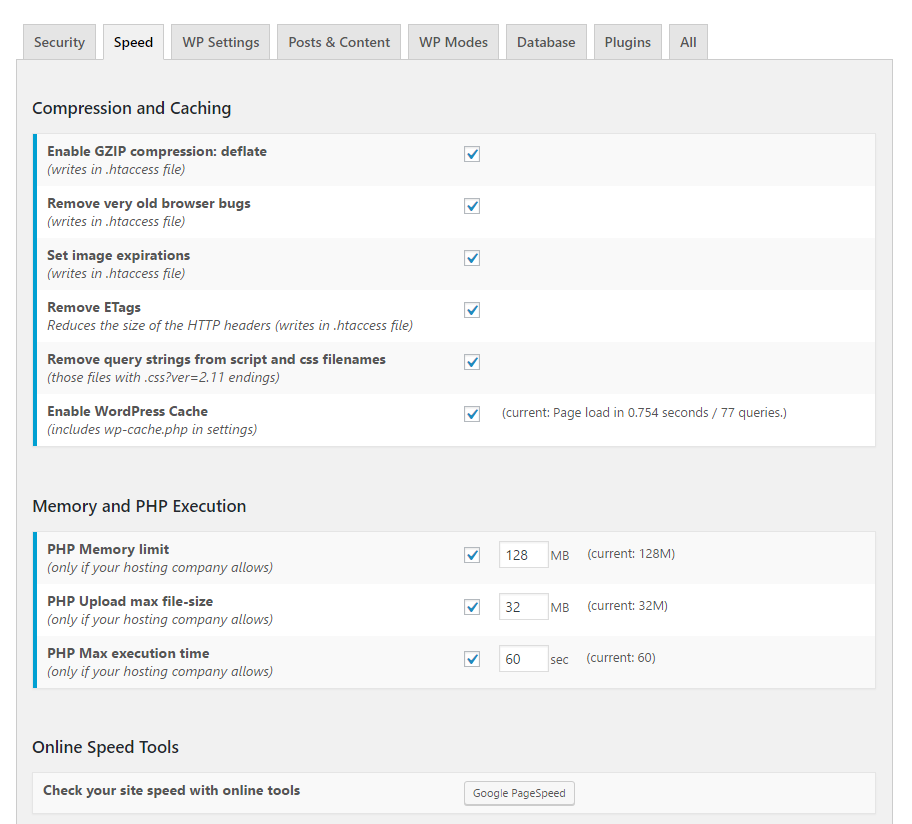 Security Speed WP Settings Posts & Content WP Modes Database Plugins All
Compression and Caching
Enable GZIP compression: deflate
(writes in .htaccess file)
Remove very old browser bugs
(writes in .htaccess file)
Set image expirations
(writes in .htaccess file)
Remove ETags
Reduces the size of the HTTP headers (writes in .htaccess file)
Remove query strings from script and css filenames
(those files with .css?ver=2.11 endings)
Enable WordPress Cache (current: Page load in 0.754 seconds / 77 queries.)
(includes wp-cache.php in settings)
Memory and PHP Execution
PHP Memory limit 128 MB (current: 128M)
(only if your hosting company allows)
PHP Upload max file-size 32 MB (current: 32M)
(only if your hosting company allows)
PHP Max execution time 60 sec (current: 60)
(only if your hosting company allows)
Online Speed Tools
Check your site speed with online tools Google PageSpeed